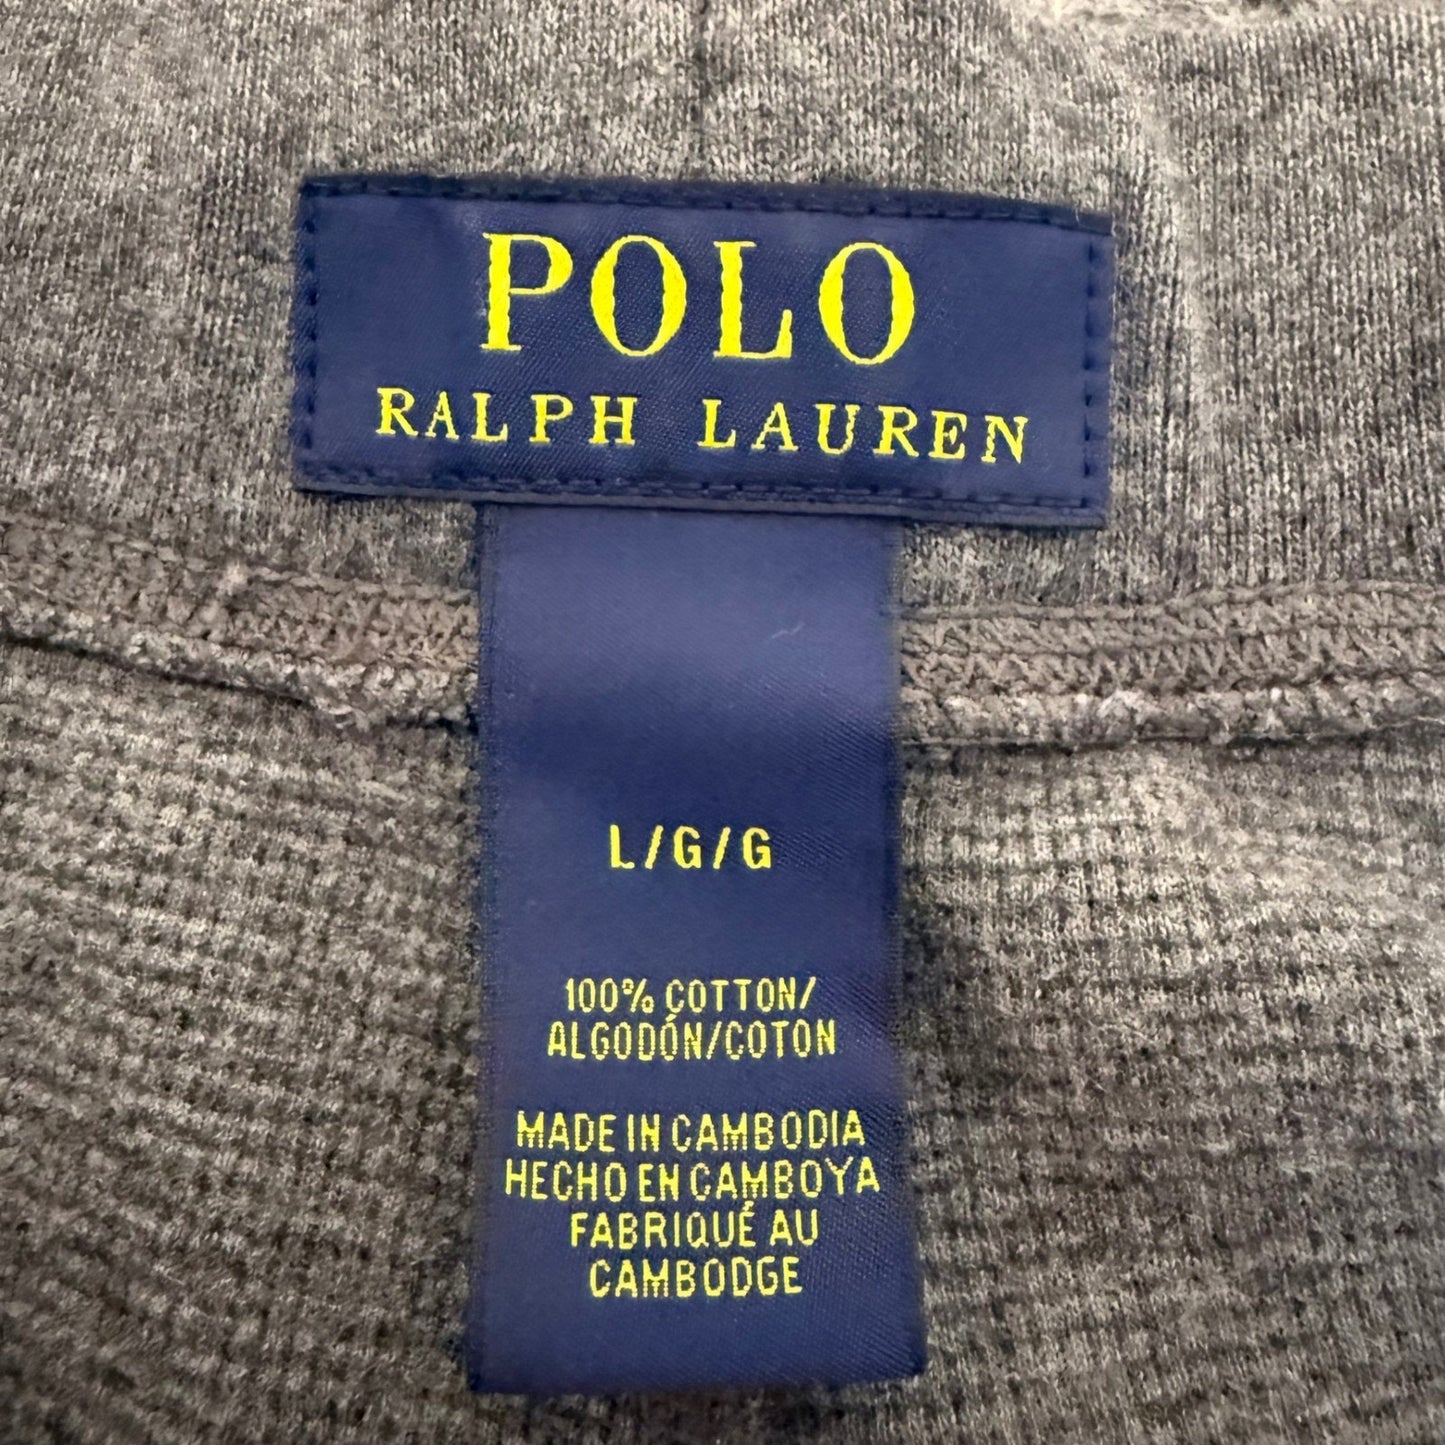 POLO
RALPH LAUREN
L/G/G
100% COTTON/
ALGODÓN/COTON
MADE IN CAMBODIA
HECHO EN CAMBOYA
FABRIQUÉ AU
CAMBODGE